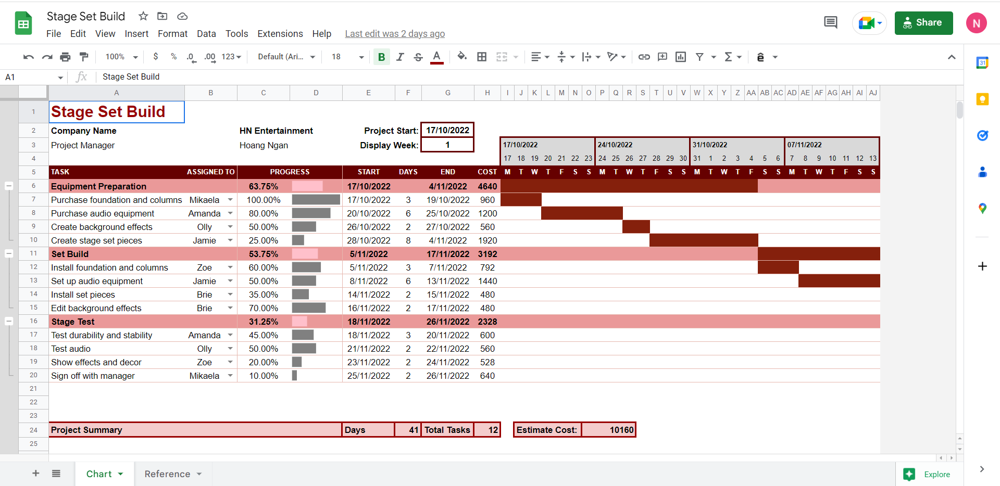 Stage Set Build
File Edit View Insert Format Data Tools Extensions Help Last edit was 2 days ago
Share
N
100% $ % .0 .00 123 Default (Ari... 18 B I S A Σ ê
31
A1 fx Stage Set Build
A B C D E F G H I J K L M N O P Q R S T U V W X Y Z AA AB AC AD AE AF AG AH AI AJ
1 Stage Set Build
2 Company Name HN Entertainment Project Start: 17/10/2022
3 Project Manager Hoang Ngan Display Week: 1 17/10/2022 24/10/2022 31/10/2022 07/11/2022
4 17 18 19 20 21 22 23 24 25 26 27 28 29 30 31 1 2 3 4 5 6 7 8 9 10 11 12 13
5 TASK ASSIGNED TO PROGRESS START DAYS END COST M T W T F S S M T W T F S S M T W T F S S M T W T F S S
6 Equipment Preparation 63.75% 17/10/2022 4/11/2022 4640
7 Purchase foundation and columns Mikaela 100.00% 17/10/2022 3 19/10/2022 960
8 Purchase audio equipment Amanda 80.00% 20/10/2022 6 25/10/2022 1200
9 Create background effects Olly 50.00% 26/10/2022 2 27/10/2022 560
10 Create stage set pieces Jamie 25.00% 28/10/2022 8 4/11/2022 1920
11 Set Build 53.75% 5/11/2022 17/11/2022 3192
12 Install foundation and columns Zoe 60.00% 5/11/2022 3 7/11/2022 792
13 Set up audio equipment Jamie 50.00% 8/11/2022 6 13/11/2022 1440
14 Install set pieces Brie 35.00% 14/11/2022 2 15/11/2022 480
15 Edit background effects Brie 70.00% 16/11/2022 2 17/11/2022 480
16 Stage Test 31.25% 18/11/2022 26/11/2022 2328
17 Test durability and stability Amanda 45.00% 18/11/2022 3 20/11/2022 600
18 Test audio Olly 50.00% 21/11/2022 2 22/11/2022 560
19 Show effects and decor Zoe 20.00% 23/11/2022 2 24/11/2022 528
20 Sign off with manager Mikaela 10.00% 25/11/2022 2 26/11/2022 640
21
22
23
24 Project Summary Days 41 Total Tasks 12 Estimate Cost: 10160
25
Chart Reference Explore